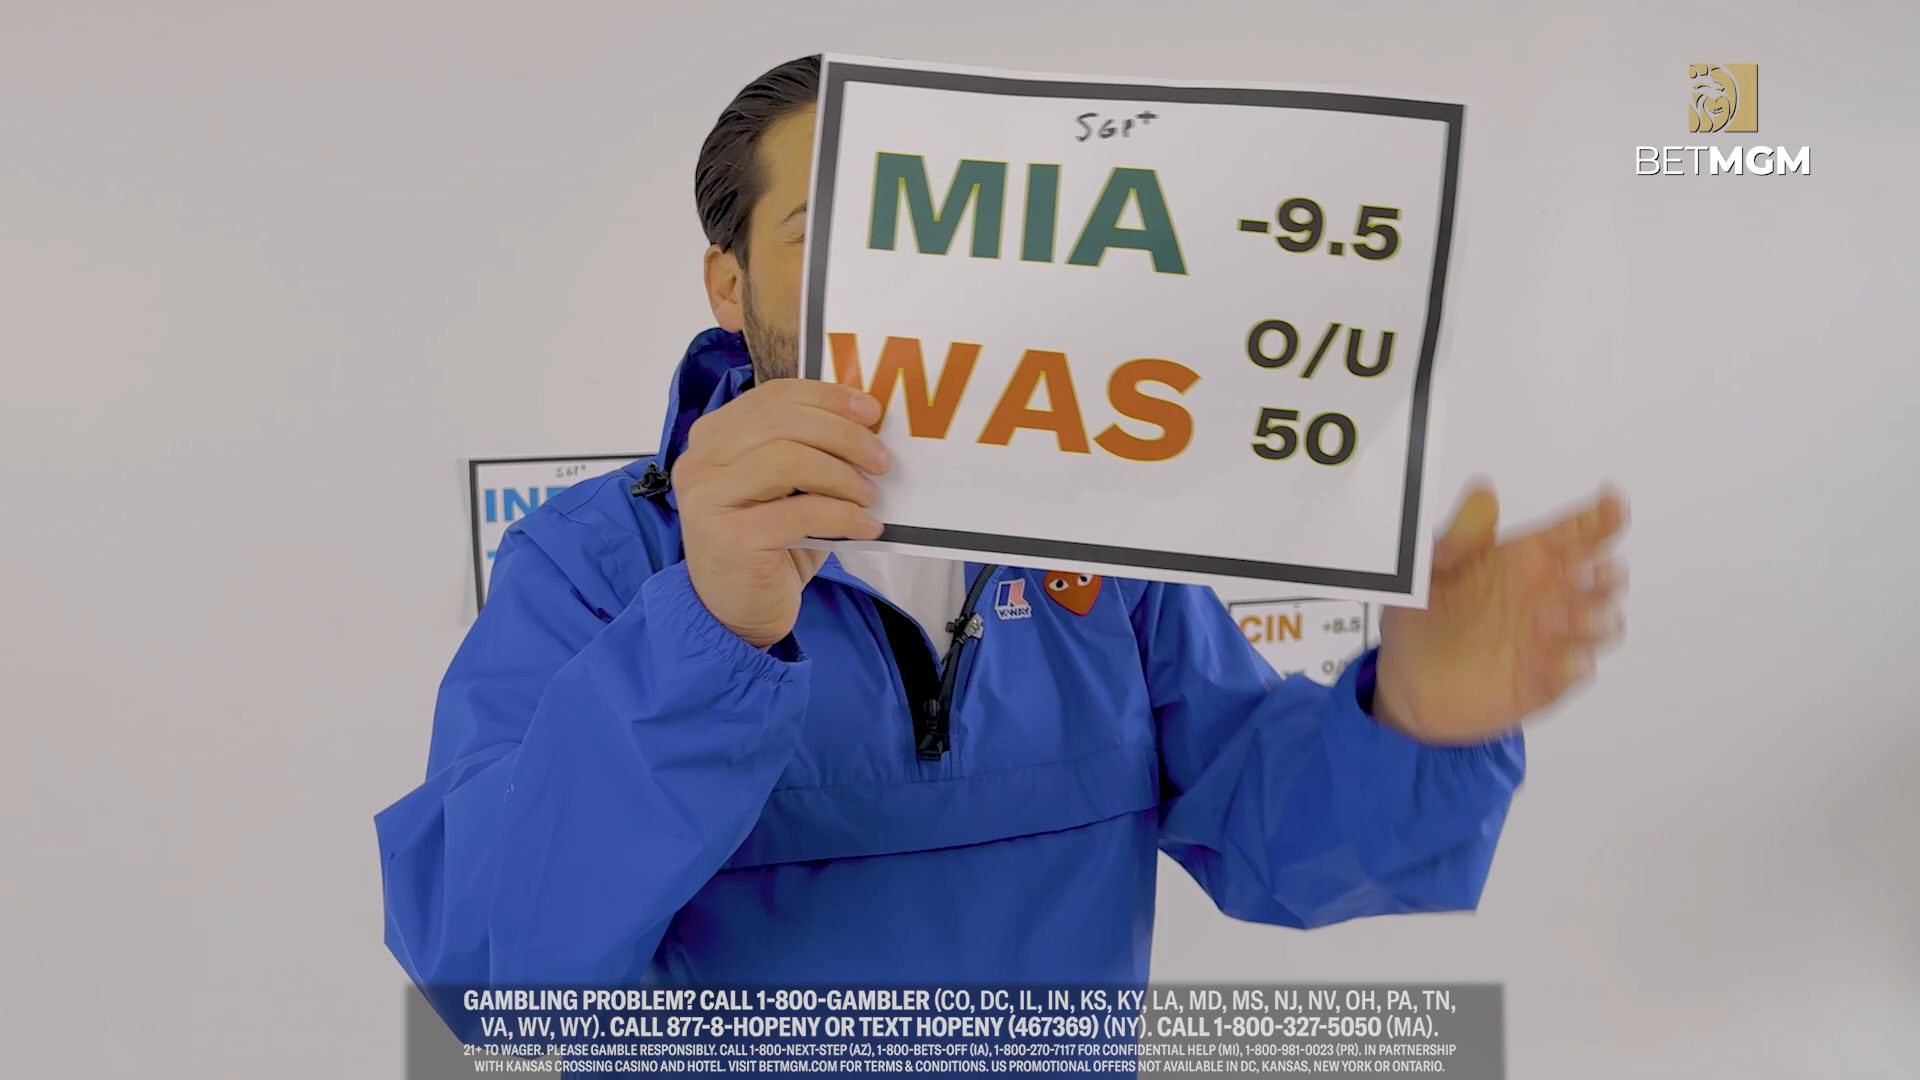 SGP+
MIA -9.5
WAS O/U
50
BETMGM
SGP+
IND
K-WAY
CIN +8.5
GAMBLING PROBLEM? CALL 1-800-GAMBLER (CO, DC, IL, IN, KS, KY, LA, MD, MS, NJ, NV, OH, PA, TN,
VA, WV, WY). CALL 877-8-HOPENY OR TEXT HOPENY (467369) (NY). CALL 1-800-327-5050 (MA).
21+ TO WAGER. PLEASE GAMBLE RESPONSIBLY. CALL 1-800-NEXT-STEP (AZ), 1-800-BETS-OFF (IA), 1-800-270-7117 FOR CONFIDENTIAL HELP (MI), 1-800-981-0023 (PR). IN PARTNERSHIP
WITH KANSAS CROSSING CASINO AND HOTEL. VISIT BETMGM.COM FOR TERMS & CONDITIONS. US PROMOTIONAL OFFERS NOT AVAILABLE IN DC, KANSAS, NEW YORK OR ONTARIO.